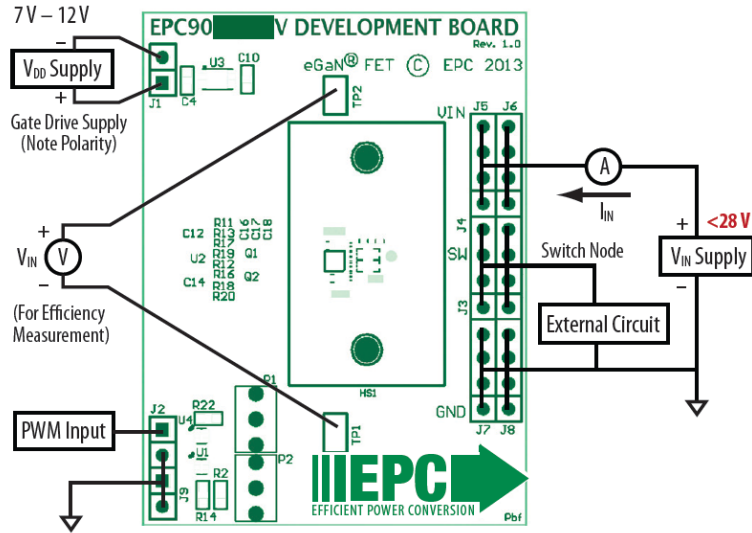 7 V – 12 V
–
VDD Supply
+
Gate Drive Supply
(Note Polarity)
EPC90 V DEVELOPMENT BOARD
Rev. 1.0
eGaN® FET © EPC 2013
J1
C4
U3
C10
TP2
VIN
J5 J6
A
IIN
+
<28 V
VIN Supply
–
+
VIN
V
–
(For Efficiency
Measurement)
C12
U2
C14
R11
R13
R17
R19
R12
R16
R18
R20
C16
C17
C18
Q1
Q2
J4
SW
J3
Switch Node
External Circuit
HS1
GND
J7 J8
PWM Input
J2
U4
R22
U1
J9
R14
R2
P1
P2
TP1
EPC
EFFICIENT POWER CONVERSION
Pbf